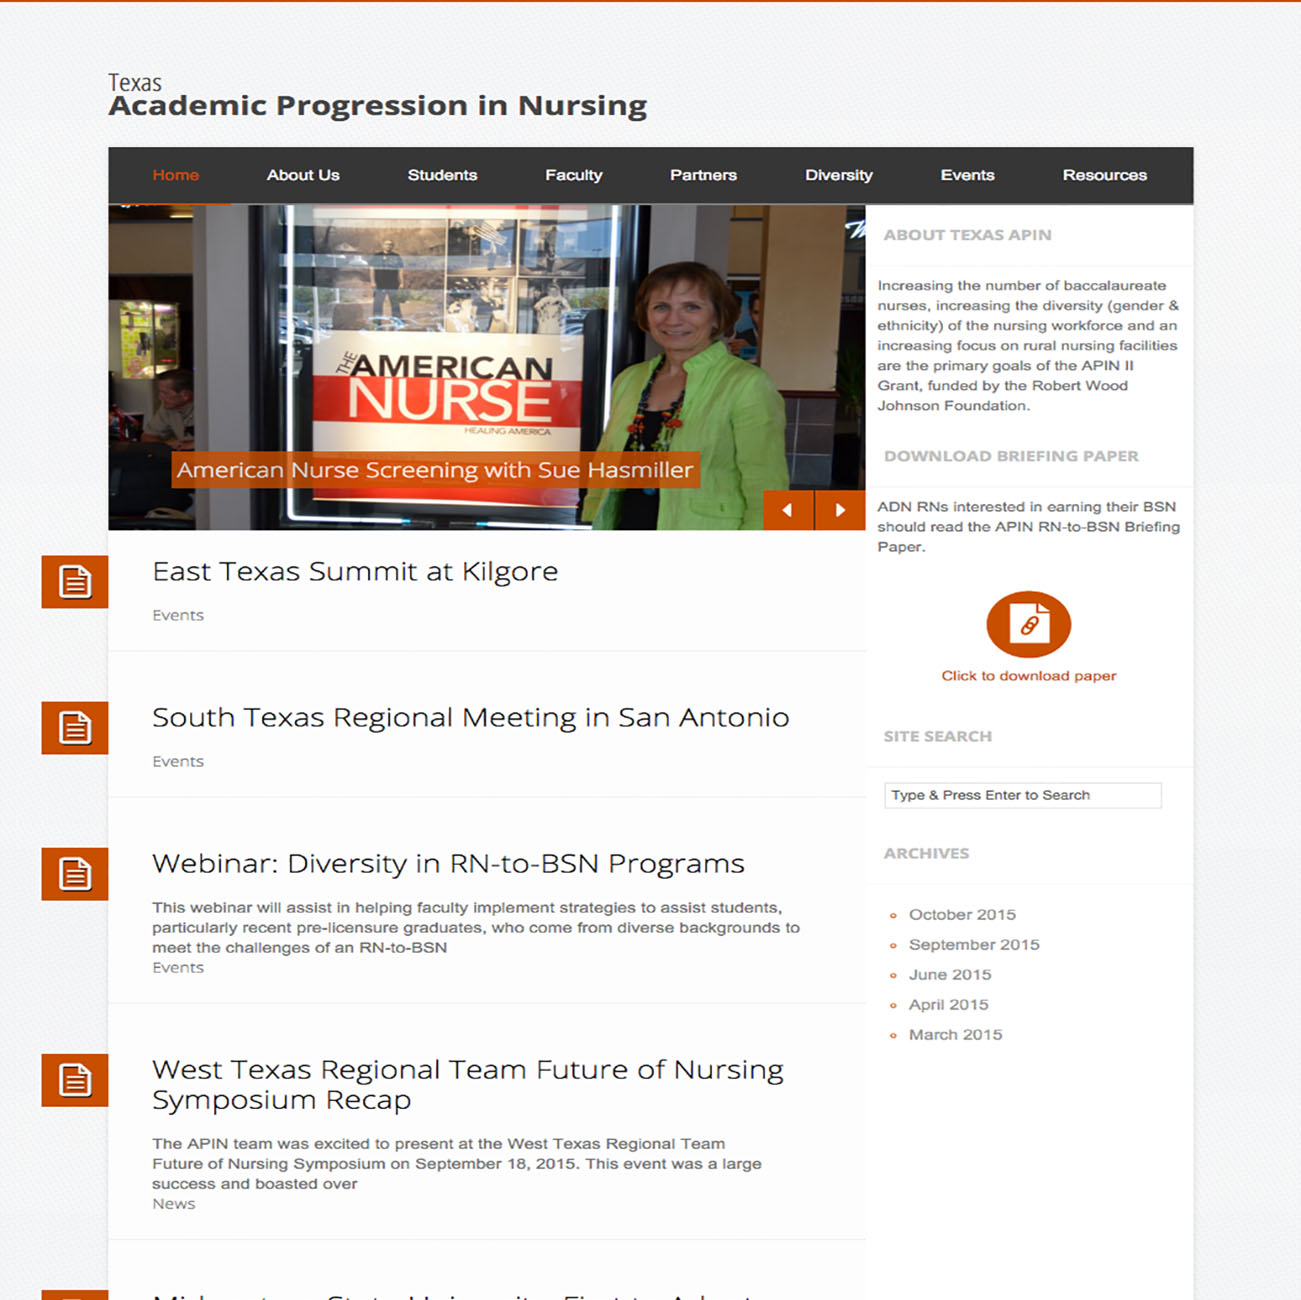 Texas
Academic Progression in Nursing
Home About Us Students Faculty Partners Diversity Events Resources
THE AMERICAN
NURSE
HEALING AMERICA
American Nurse Screening with Sue Hasmiller
East Texas Summit at Kilgore
Events
South Texas Regional Meeting in San Antonio
Events
Webinar: Diversity in RN-to-BSN Programs
This webinar will assist in helping faculty implement strategies to assist students,
particularly recent pre-licensure graduates, who come from diverse backgrounds to
meet the challenges of an RN-to-BSN
Events
West Texas Regional Team Future of Nursing
Symposium Recap
The APIN team was excited to present at the West Texas Regional Team
Future of Nursing Symposium on September 18, 2015. This event was a large
success and boasted over
News
ABOUT TEXAS APIN
Increasing the number of baccalaureate
nurses, increasing the diversity (gender &
ethnicity) of the nursing workforce and an
increasing focus on rural nursing facilities
are the primary goals of the APIN II
Grant, funded by the Robert Wood
Johnson Foundation.
DOWNLOAD BRIEFING PAPER
ADN RNs interested in earning their BSN
should read the APIN RN-to-BSN Briefing
Paper.
Click to download paper
SITE SEARCH
Type & Press Enter to Search
ARCHIVES
October 2015
September 2015
June 2015
April 2015
March 2015